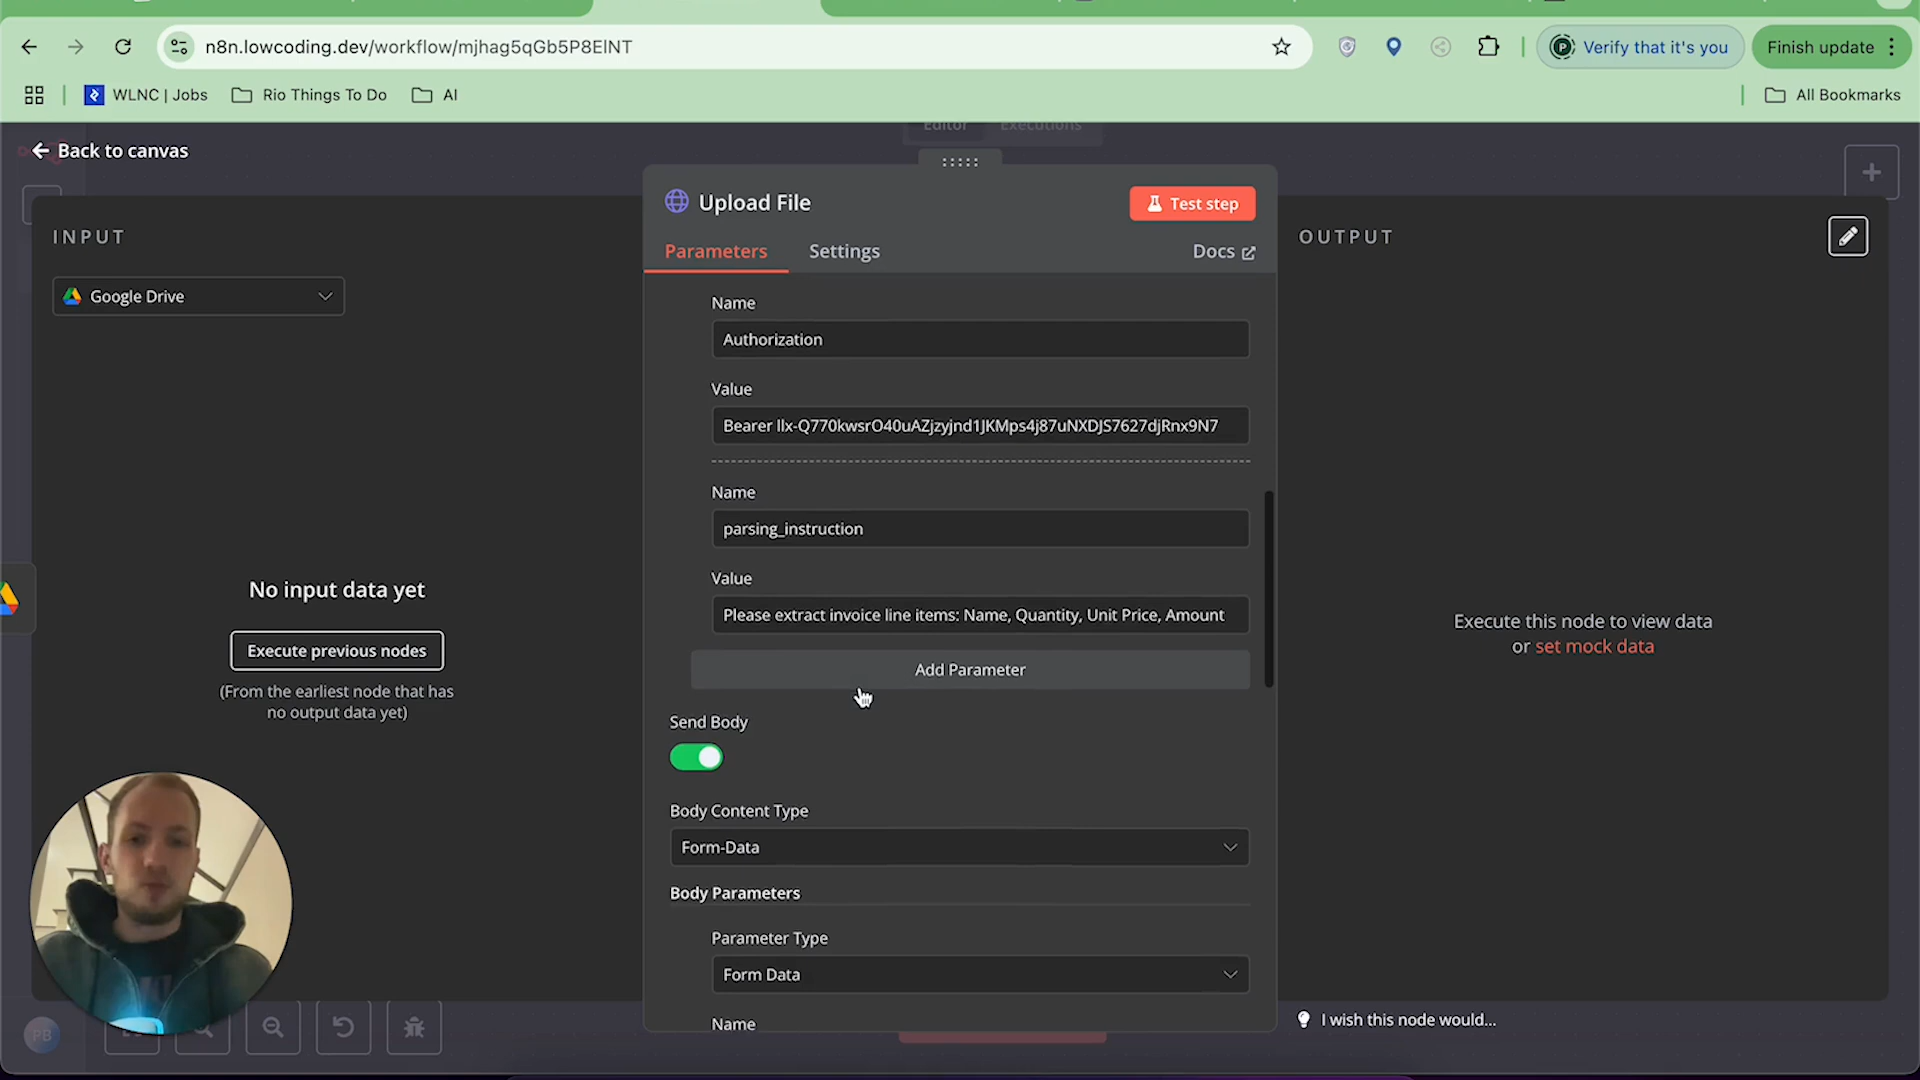 n8n.lowcoding.dev/workflow/mjhag5qGb5P8ElNT
Verify that it's you
Finish update
WLNC | Jobs
Rio Things To Do
AI
All Bookmarks
Editor
Executions
Back to canvas
Upload File
Test step
INPUT
Parameters
Settings
Docs
OUTPUT
Google Drive
Name
Authorization
Value
Bearer llx-Q770kwsrO40uAZjzyjnd1JKMps4j87uNXDJS7627djRnx9N7
Name
parsing_instruction
Value
Please extract invoice line items: Name, Quantity, Unit Price, Amount
Add Parameter
No input data yet
Execute previous nodes
(From the earliest node that has
no output data yet)
Execute this node to view data
or set mock data
Send Body
Body Content Type
Form-Data
Body Parameters
Parameter Type
Form Data
Name
I wish this node would...
PB